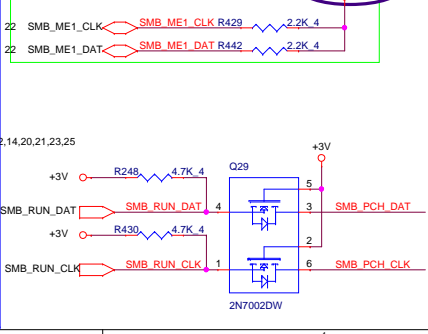 22 SMB_ME1_CLK SMB_ME1_CLK R429 2.2K_4
22 SMB_ME1_DAT SMB_ME1_DAT R442 2.2K_4
2,14,20,21,23,25
+3V
Q29
+3V R248 4.7K_4
5
SMB_RUN_DAT SMB_RUN_DAT 4 3 SMB_PCH_DAT
+3V R430 4.7K_4
2
SMB_RUN_CLK SMB_RUN_CLK 1 6 SMB_PCH_CLK
2N7002DW